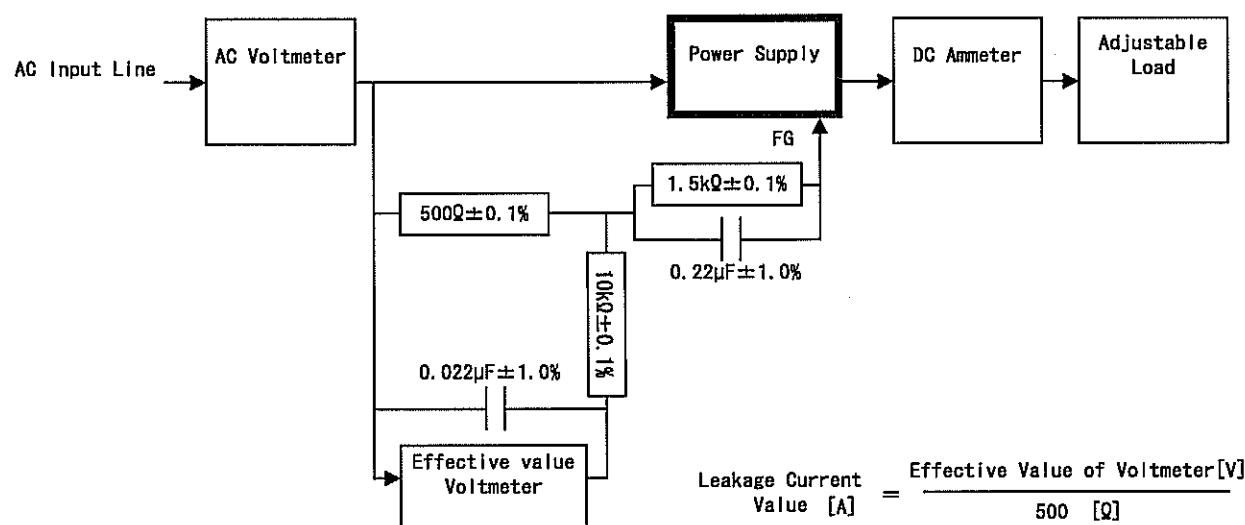 AC Input Line
AC Voltmeter
Power Supply
DC Ammeter
Adjustable
Load
FG
1.5kΩ±0.1%
500Ω±0.1%
0.22μF±1.0%
10kΩ±0.1%
0.022μF±1.0%
Effective value
Voltmeter
Leakage Current
Value [A]
=
Effective Value of Voltmeter[V]
500 [Ω]